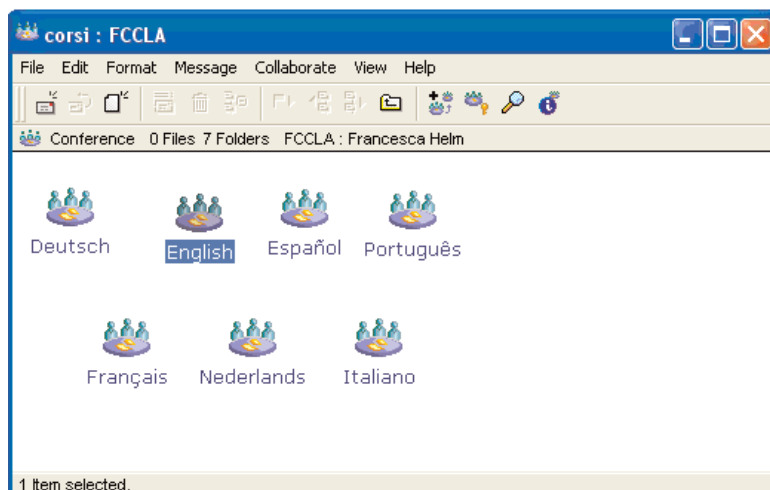 corsi : FCCLA
File Edit Format Message Collaborate View Help
Conference 0 Files 7 Folders FCCLA : Francesca Helm
Deutsch English Español Português
Français Nederlands Italiano
1 Item selected.